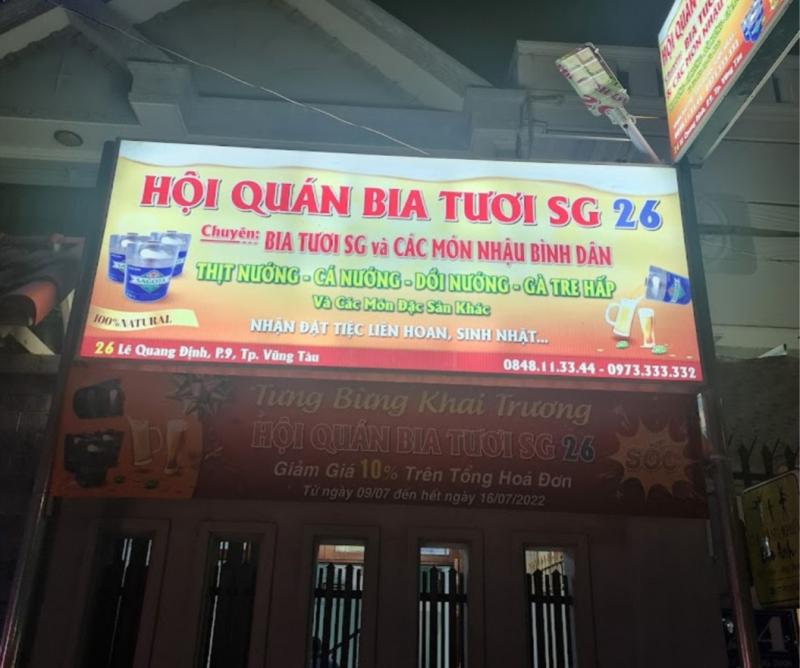 HỘI QUÁN BIA TƯƠI SG 26
Chuyên: BIA TƯƠI SG và CÁC MÓN NHẬU BÌNH DÂN
THỊT NƯỚNG - CÁ NƯỚNG - DỒI NƯỚNG - GÀ TRE HẤP
Và Các Món Đặc Sản Khác
NHẬN ĐẶT TIỆC LIÊN HOAN, SINH NHẬT...
100% NATURAL
26 Lê Quang Định, P.9, Tp. Vũng Tàu
0848.11.33.44 - 0973.333.332
Tưng Bừng Khai Trương
HỘI QUÁN BIA TƯƠI SG 26
Giảm Giá 10% Trên Tổng Hoá Đơn
Từ ngày 09/07 đến hết ngày 16/07/2022
SỐC
HỘI QUÁN